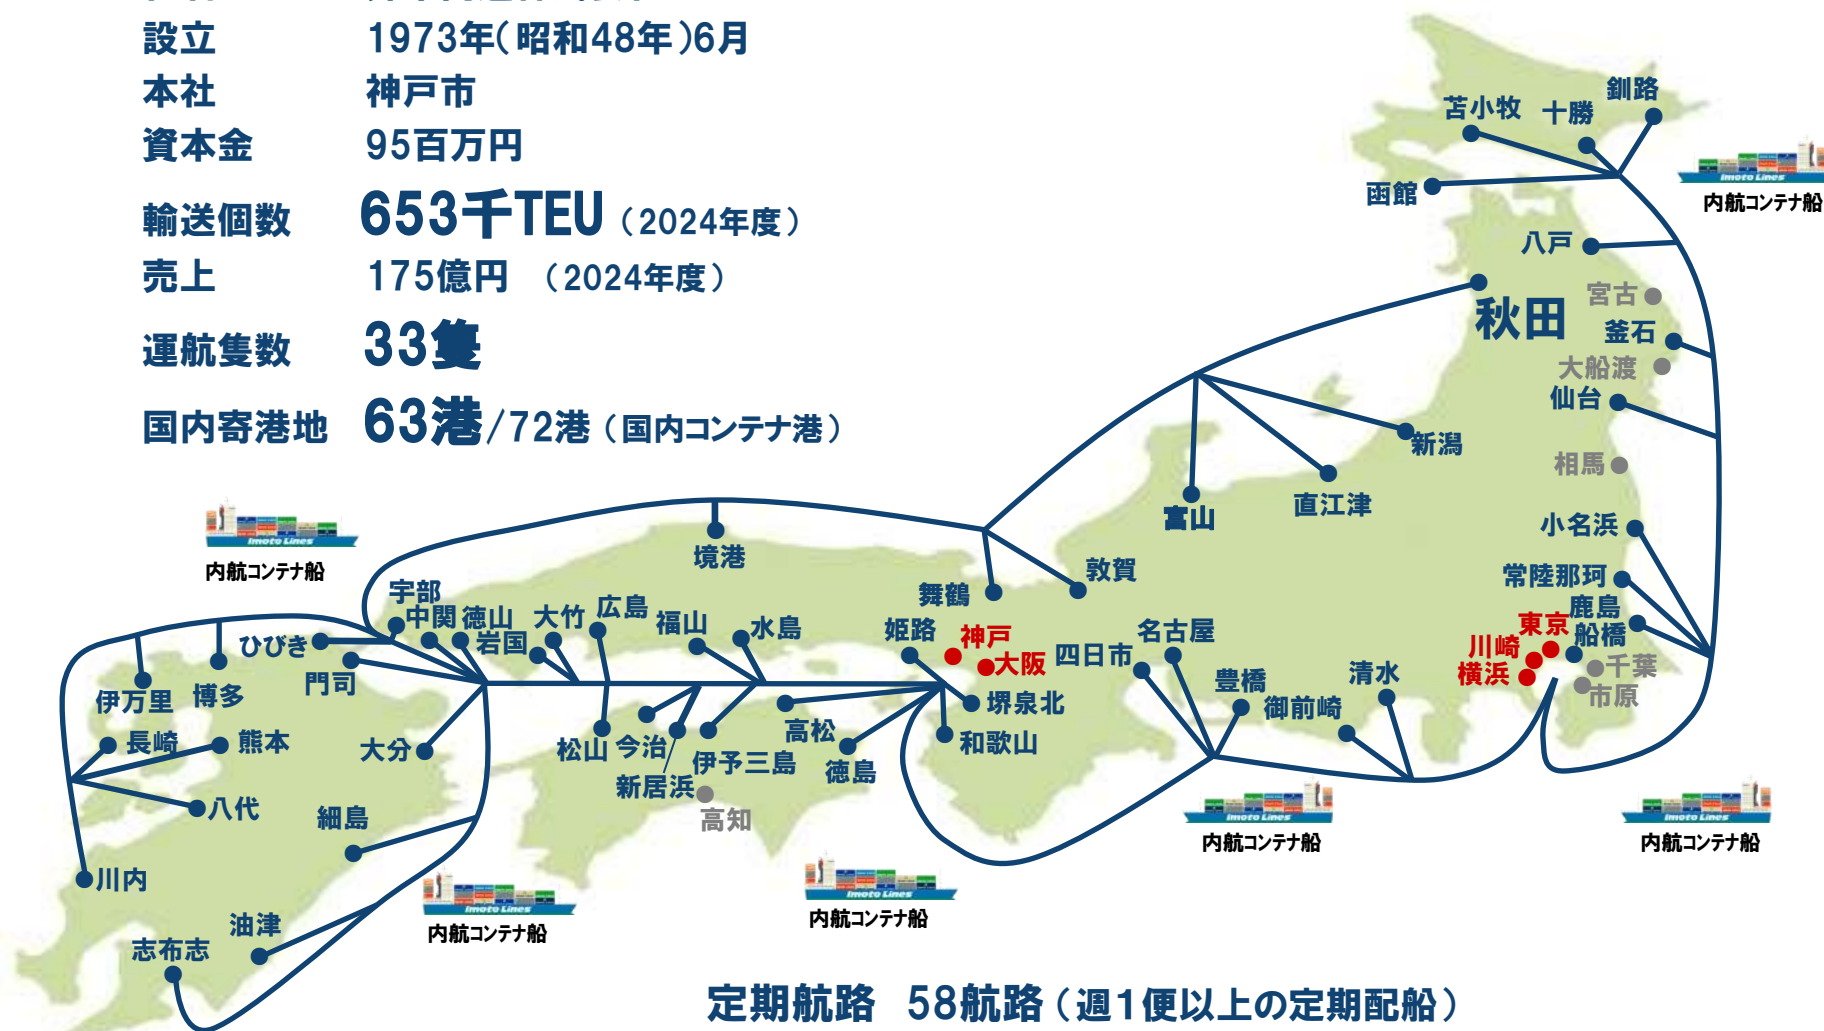 設立 1973年(昭和48年)6月
本社 神戸市
資本金 95百万円
輸送個数 653千TEU（2024年度）
売上 175億円 （2024年度）
運航隻数 33隻
国内寄港地 63港/72港（国内コンテナ港）
釧路
苫小牧 十勝
Imoto Lines
内航コンテナ船
函館
八戸
宮古
秋田
釜石
大船渡
仙台
新潟
相馬
直江津
富山
小名浜
常陸那珂
鹿島
東京
船橋
川崎
千葉
横浜
市原
Imoto Lines
内航コンテナ船
境港
敦賀
舞鶴
宇部
中関
徳山
岩国
大竹
広島
福山
水島
姫路
神戸
大阪
四日市
名古屋
豊橋
御前崎
清水
ひびき
門司
伊万里
博多
長崎
熊本
大分
八代
細島
川内
油津
志布志
松山
今治
新居浜
伊予三島
高松
徳島
高知
堺泉北
和歌山
Imoto Lines
内航コンテナ船
Imoto Lines
内航コンテナ船
Imoto Lines
内航コンテナ船
Imoto Lines
内航コンテナ船
定期航路 58航路（週1便以上の定期配船）